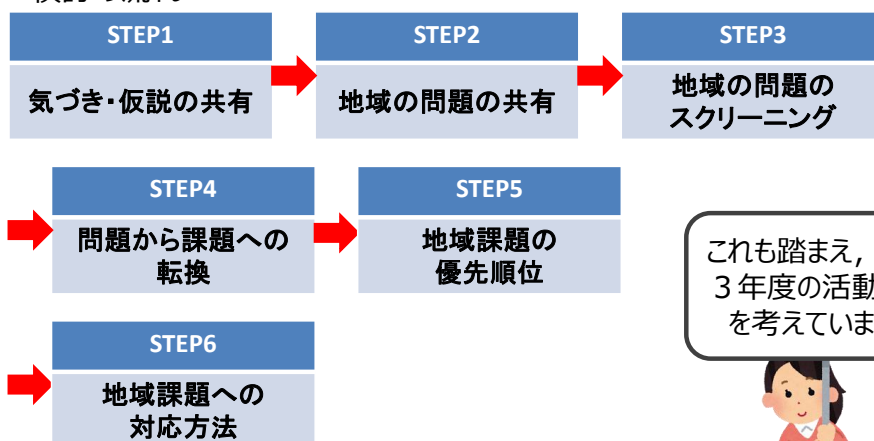 STEP1
気づき・仮説の共有
STEP2
地域の問題の共有
STEP3
地域の問題の
スクリーニング
STEP4
問題から課題への
転換
STEP5
地域課題の
優先順位
これも踏まえ,
３年度の活動
を考えていま
STEP6
地域課題への
対応方法